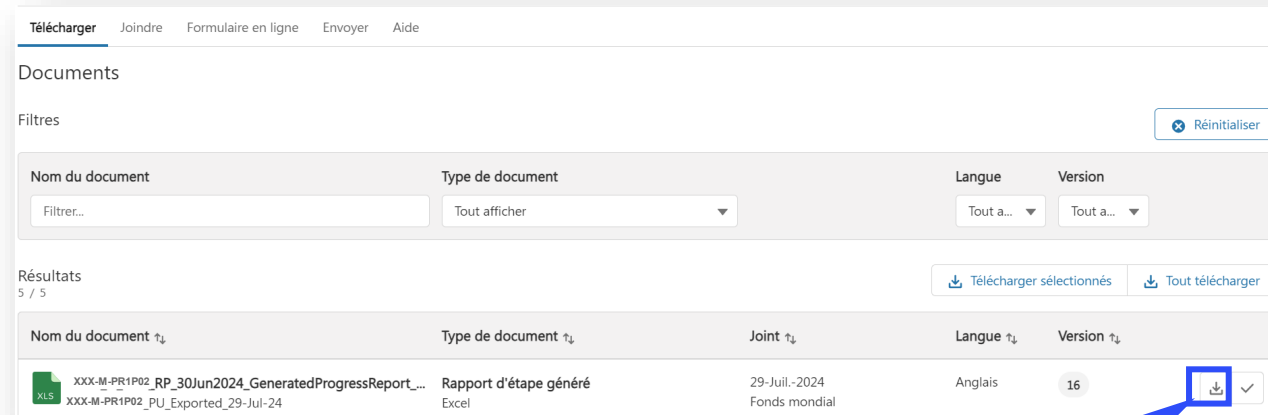 Télécharger Joindre Formulaire en ligne Envoyer Aide
Documents
Filtres
Réinitialiser
Nom du document Type de document Langue Version
Filtrer... Tout afficher Tout a... Tout a...
Résultats
5 / 5
Télécharger sélectionnés Tout télécharger
Nom du document Type de document Joint Langue Version
XLS XXX-M-PR1P02_RP_30Jun2024_GeneratedProgressReport_... Rapport d'étape généré 29-Juil.-2024 Anglais 16
XXX-M-PR1P02_PU_Exported_29-Jul-24 Excel Fonds mondial